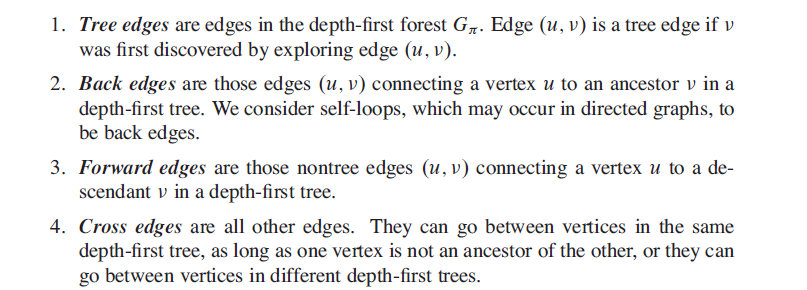 1. Tree edges are edges in the depth-first forest Gπ. Edge (u, v) is a tree edge if v
was first discovered by exploring edge (u, v).
2. Back edges are those edges (u, v) connecting a vertex u to an ancestor v in a
depth-first tree. We consider self-loops, which may occur in directed graphs, to
be back edges.
3. Forward edges are those nontree edges (u, v) connecting a vertex u to a de-
scendant v in a depth-first tree.
4. Cross edges are all other edges. They can go between vertices in the same
depth-first tree, as long as one vertex is not an ancestor of the other, or they can
go between vertices in different depth-first trees.